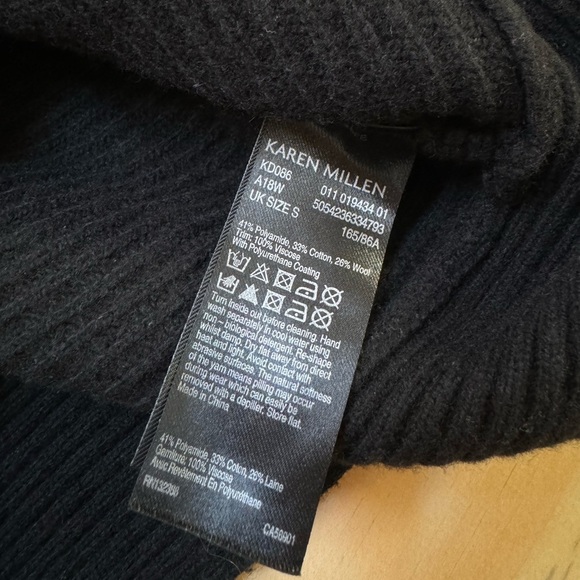 KAREN MILLEN
KD086 011 019434 01
A18W 5054236334793
UK SIZE S 165/86A
41% Polyamide, 33% Cotton, 26% Wool
Trim: 100% Viscose
With Polyurethane Coating
Turn inside out before cleaning. Hand
wash separately in cool water using
non - biological detergent. Re-shape
whilst damp. Dry flat away from direct
heat and light. Avoid contact with
abrasive surfaces. The natural softness
of the yarn means pilling may occur
during wear which can easily be
removed with a depiller. Store flat.
Made in China
41% Polyamide, 33% Coton, 26% Laine
Garniture: 100% Viscose
Avec Revêtement En Polyuréthane
CA59901